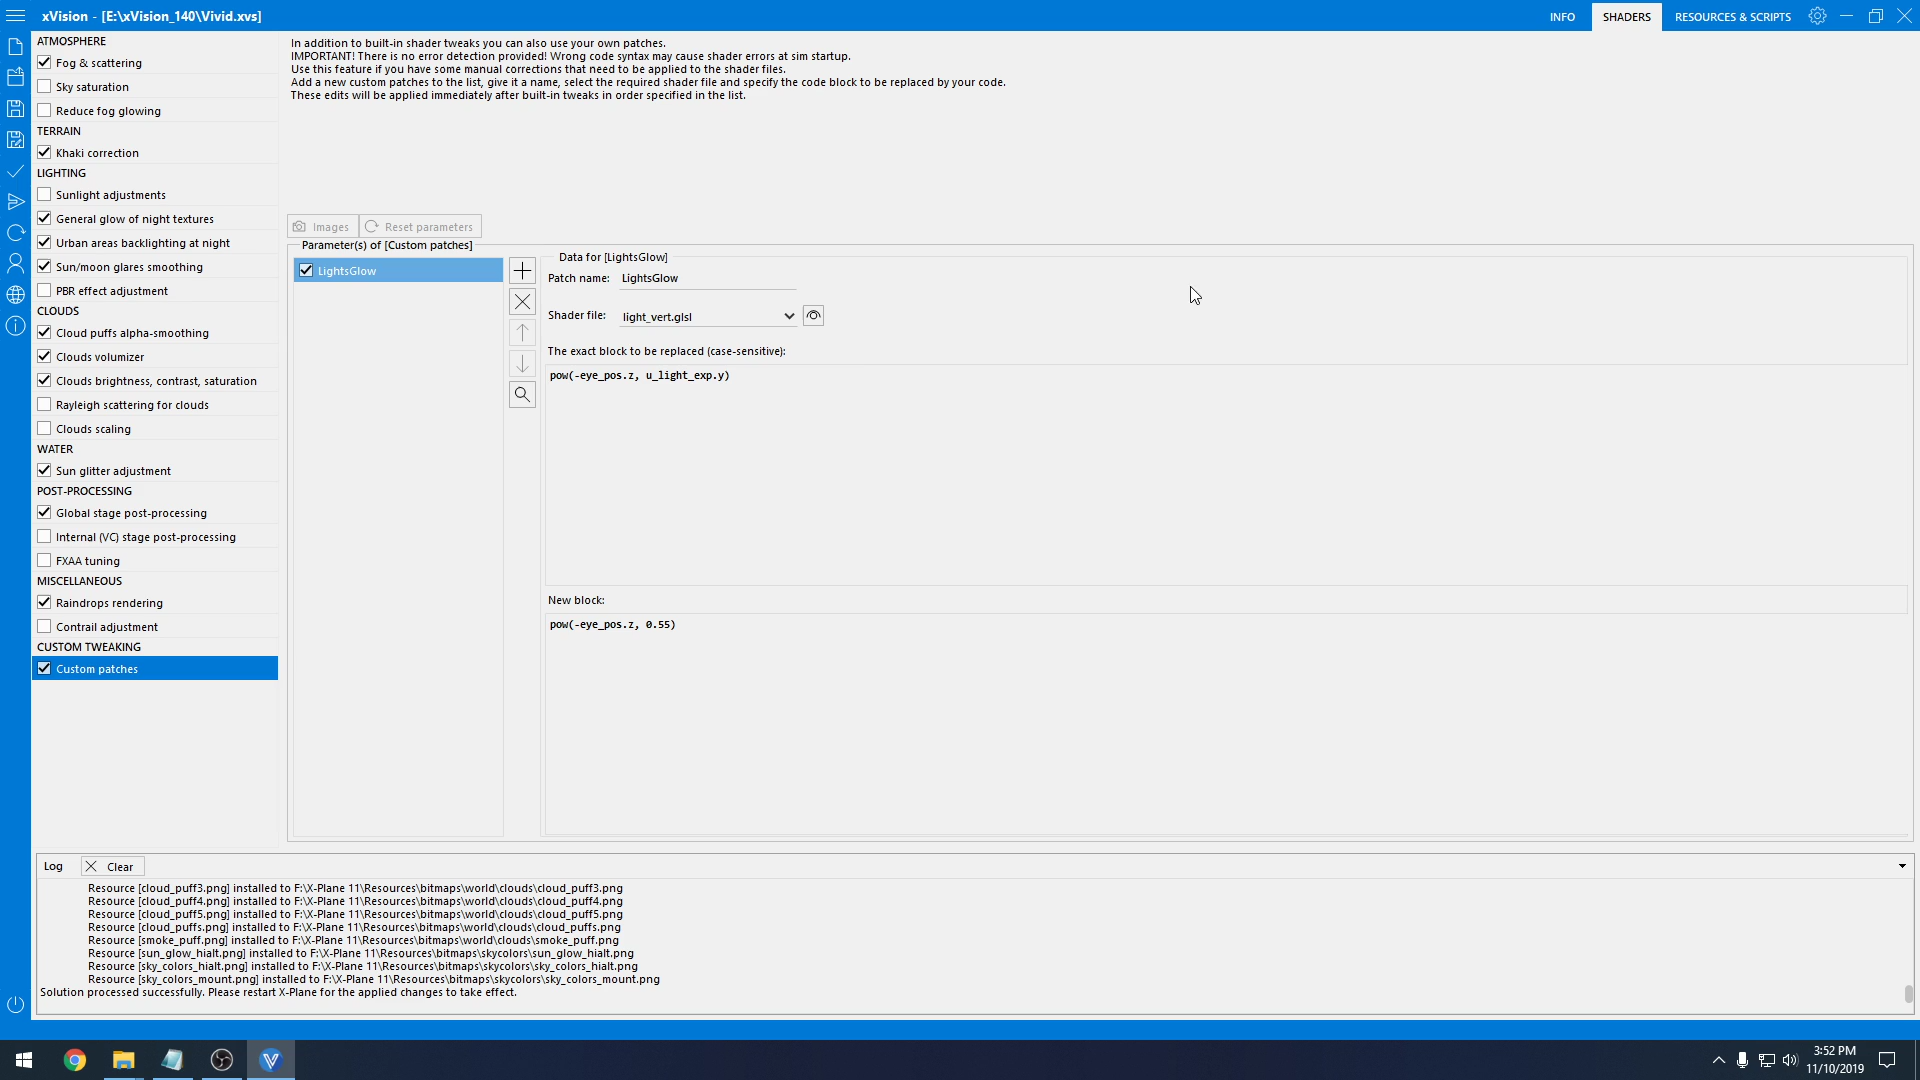 xVision - [E:\xVision_140\Vivid.xvs]
INFO
SHADERS
RESOURCES & SCRIPTS
ATMOSPHERE
Fog & scattering
Sky saturation
Reduce fog glowing
TERRAIN
Khaki correction
LIGHTING
Sunlight adjustments
General glow of night textures
Urban areas backlighting at night
Sun/moon glares smoothing
PBR effect adjustment
CLOUDS
Cloud puffs alpha-smoothing
Clouds volumizer
Clouds brightness, contrast, saturation
Rayleigh scattering for clouds
Clouds scaling
WATER
Sun glitter adjustment
POST-PROCESSING
Global stage post-processing
Internal (VC) stage post-processing
FXAA tuning
MISCELLANEOUS
Raindrops rendering
Contrail adjustment
CUSTOM TWEAKING
Custom patches
In addition to built-in shader tweaks you can also use your own patches.
IMPORTANT! There is no error detection provided! Wrong code syntax may cause shader errors at sim startup.
Use this feature if you have some manual corrections that need to be applied to the shader files.
Add a new custom patches to the list, give it a name, select the required shader file and specify the code block to be replaced by your code.
These edits will be applied immediately after built-in tweaks in order specified in the list.
Images
Reset parameters
Parameter(s) of [Custom patches]
LightsGlow
Data for [LightsGlow]
Patch name: LightsGlow
Shader file: light_vert.glsl
The exact block to be replaced (case-sensitive):
pow(-eye_pos.z, u_light_exp.y)
New block:
pow(-eye_pos.z, 0.55)
Log
Clear
Resource [cloud_puff3.png] installed to F:\X-Plane 11\Resources\bitmaps\world\clouds\cloud_puff3.png
Resource [cloud_puff4.png] installed to F:\X-Plane 11\Resources\bitmaps\world\clouds\cloud_puff4.png
Resource [cloud_puff5.png] installed to F:\X-Plane 11\Resources\bitmaps\world\clouds\cloud_puff5.png
Resource [cloud_puffs.png] installed to F:\X-Plane 11\Resources\bitmaps\world\clouds\cloud_puffs.png
Resource [smoke_puff.png] installed to F:\X-Plane 11\Resources\bitmaps\world\clouds\smoke_puff.png
Resource [sun_glow_hialt.png] installed to F:\X-Plane 11\Resources\bitmaps\skycolors\sun_glow_hialt.png
Resource [sky_colors_hialt.png] installed to F:\X-Plane 11\Resources\bitmaps\skycolors\sky_colors_hialt.png
Resource [sky_colors_mount.png] installed to F:\X-Plane 11\Resources\bitmaps\skycolors\sky_colors_mount.png
Solution processed successfully. Please restart X-Plane for the applied changes to take effect.
3:52 PM
11/10/2019